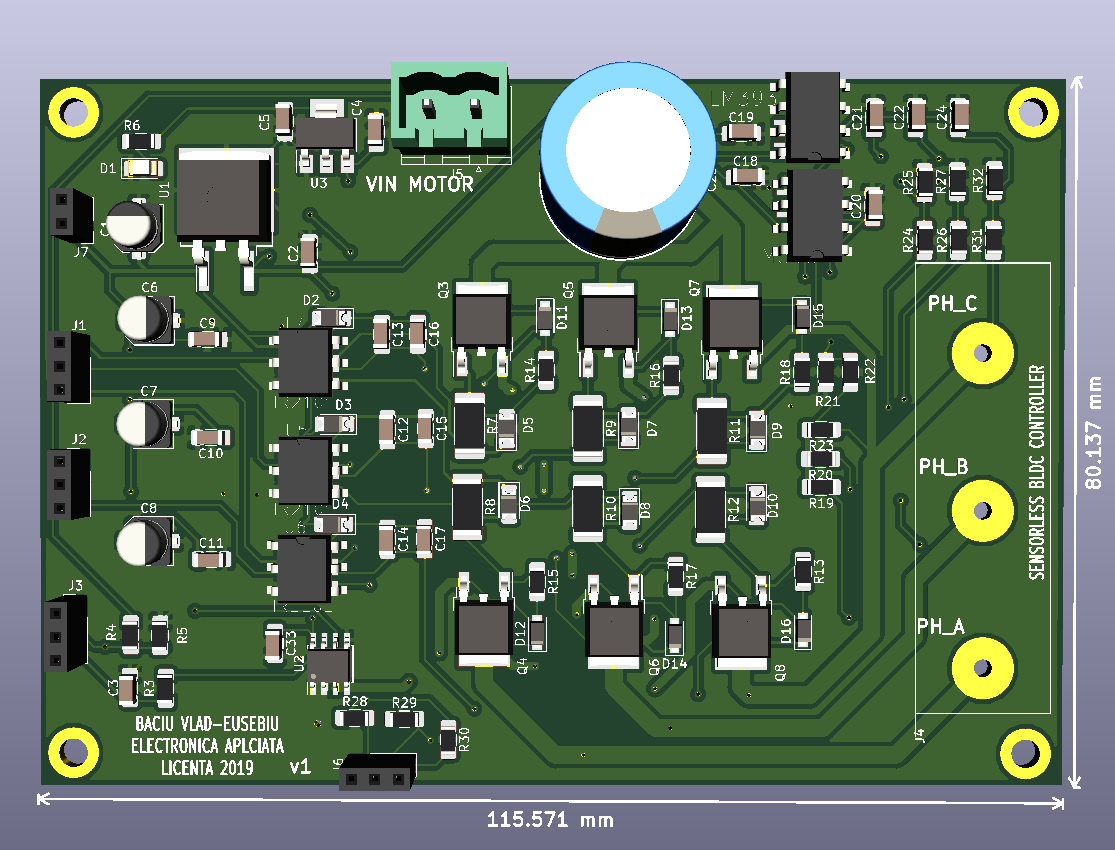 C5
C4
LM303
R6
C19
C21
C22
C24
D1
U1
U3
J5
VIN MOTOR
C18
R25
R27
R32
C20
J7
C2
R24
R26
R31
C6
D2
Q3
Q5
Q7
PH_C
J1
C9
C13
C16
D11
D13
D15
R14
R16
R18
R22
R21
C7
D3
C10
C12
C15
R7
D5
R9
D7
R11
D9
R23
J2
R20
PH_B
R19
C8
D4
R8
D6
R10
D8
R12
D10
SENSORLESS BLDC CONTROLLER
80.137 mm
C11
C14
C17
J3
R15
R17
R13
R4
R5
C33
U2
D12
D14
D16
Q4
Q6
Q8
PH_A
C3
R3
R28
R29
R30
J4
BACIU VLAD-EUSEBIU
ELECTRONICA APLCIATA
LICENTA 2019
v1
J6
115.571 mm